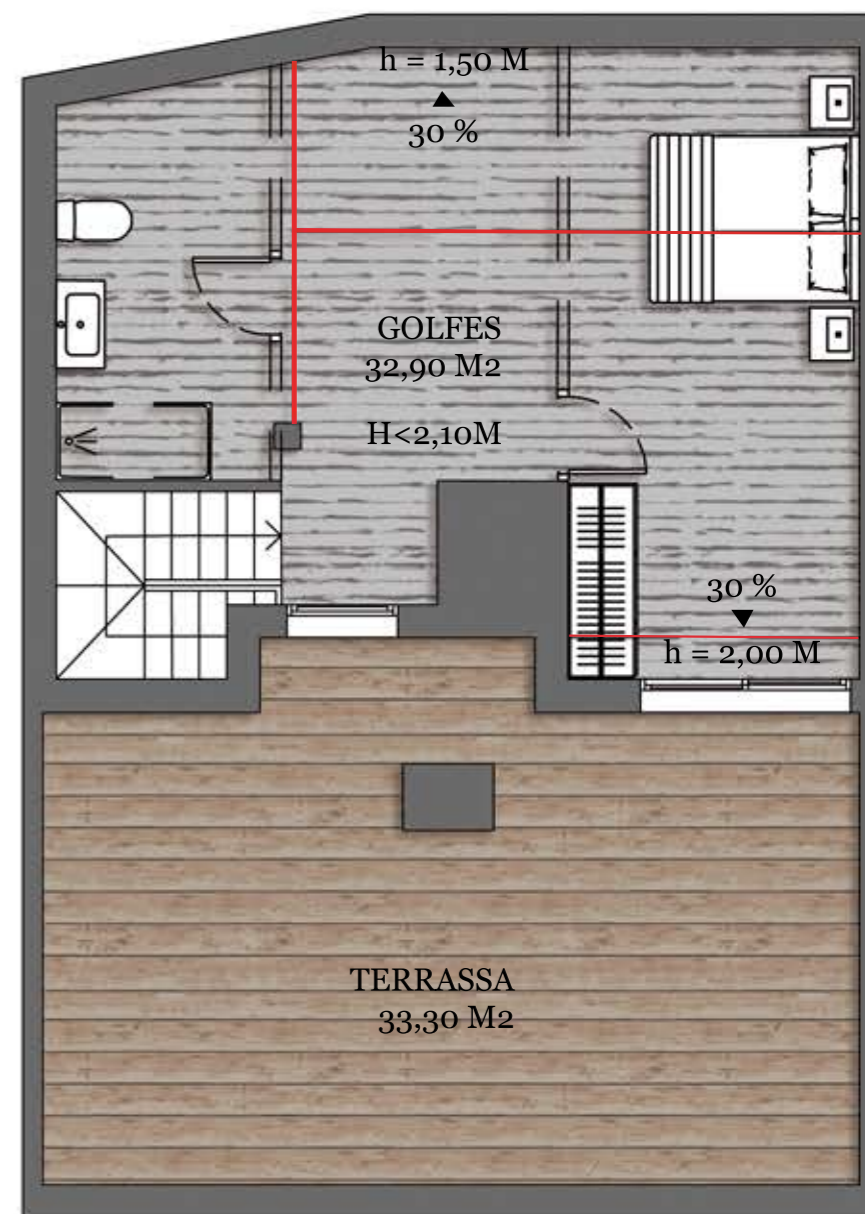 h = 1,50 M
30 %
GOLFES
32,90 M2
H<2,10M
30 %
h = 2,00 M
TERRASSA
33,30 M2